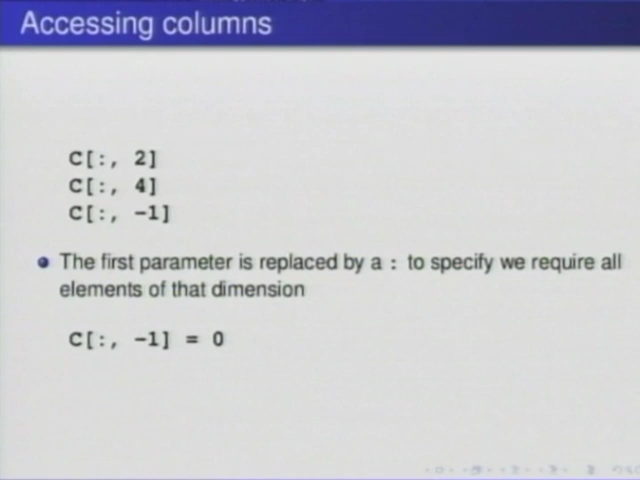 Accessing columns
C[:, 2]
C[:, 4]
C[:, -1]
The first parameter is replaced by a : to specify we require all
elements of that dimension
C[:, -1] = 0